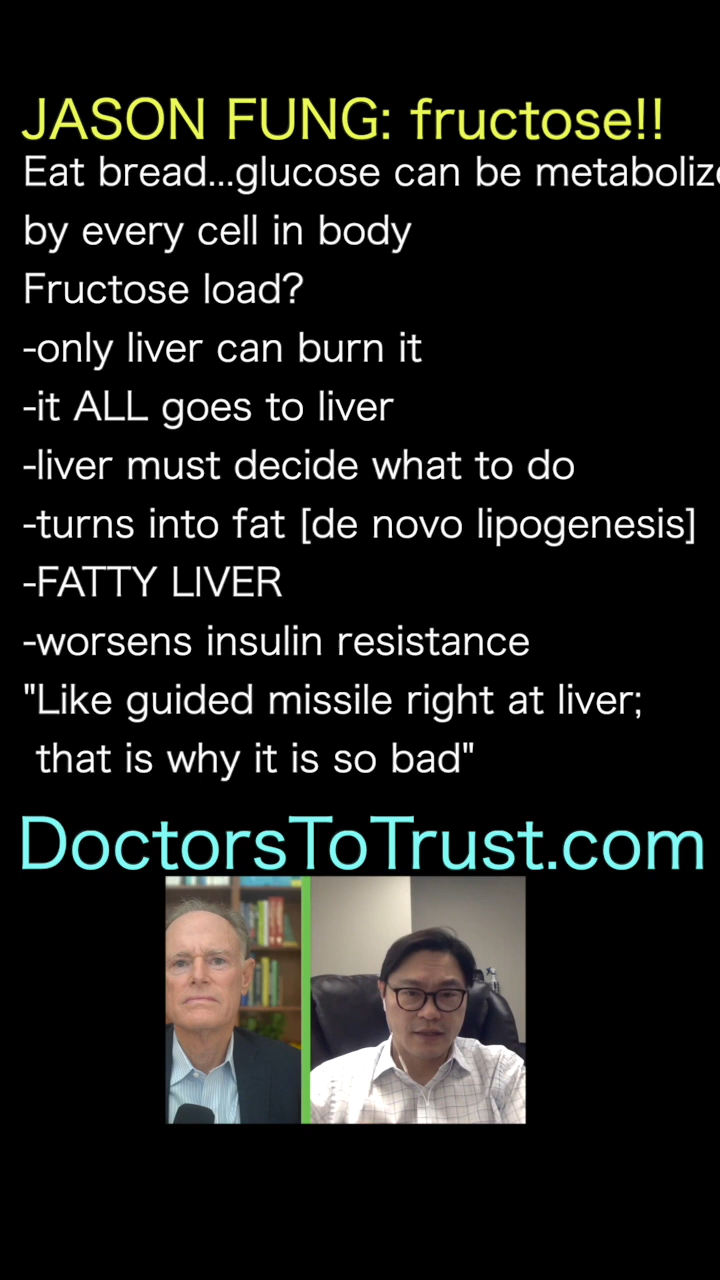 JASON FUNG: fructose!!
Eat bread...glucose can be metabolize
by every cell in body
Fructose load?
-only liver can burn it
-it ALL goes to liver
-liver must decide what to do
-turns into fat [de novo lipogenesis]
-FATTY LIVER
-worsens insulin resistance
"Like guided missile right at liver;
that is why it is so bad"
DoctorsToTrust.com